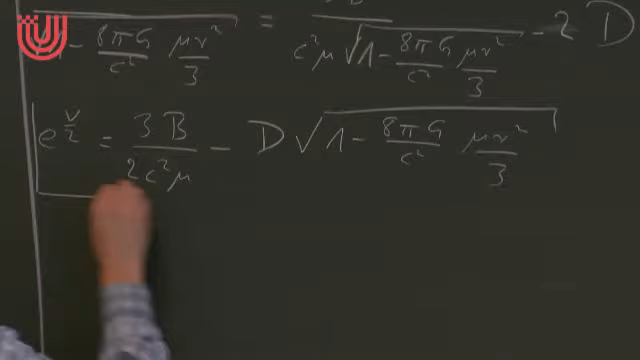 1 - 8πG/c² μr²/3 = c²μ√1 - 8πG/c² μr²/3 - 2 D
e^(ν/2) = 3B/2c²μ - D√1 - 8πG/c² μr²/3